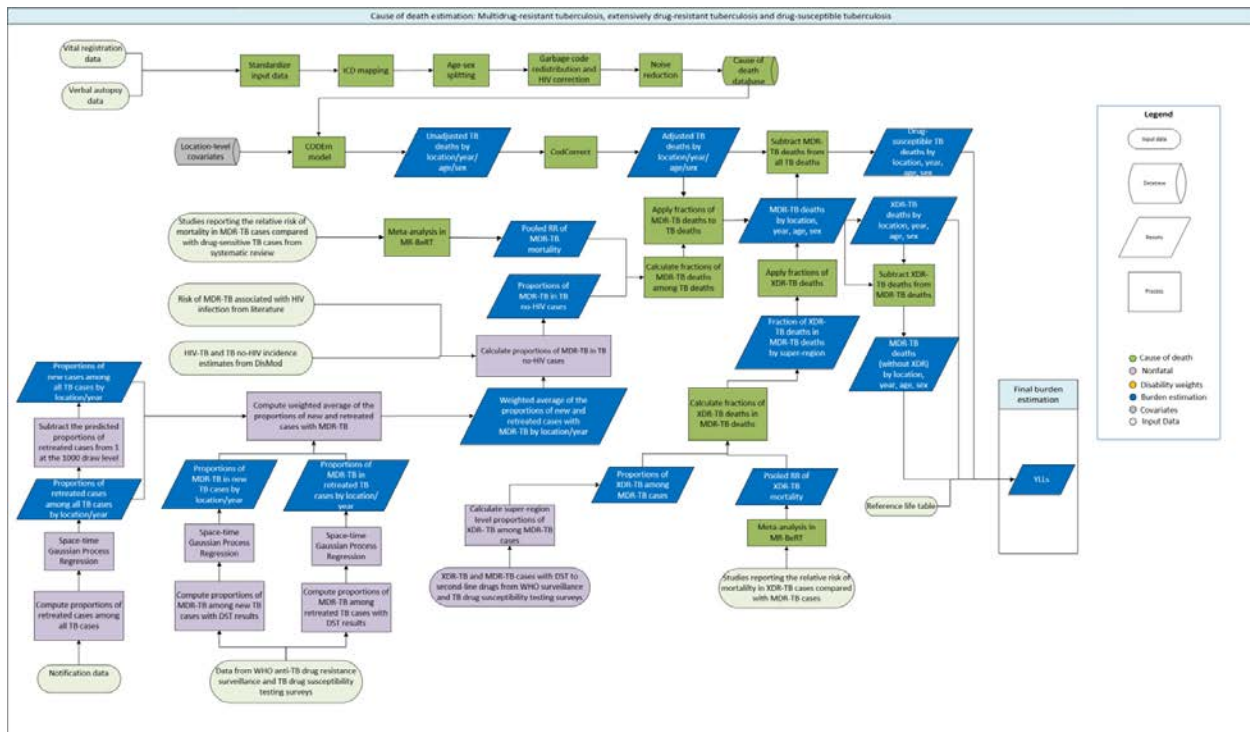 Cause of death estimation: Multidrug-resistant tuberculosis, extensively drug-resistant tuberculosis and drug-susceptible tuberculosis
Vital registration
data
Verbal autopsy
data
Standardize
input data
ICD mapping
Age-sex
splitting
Garbage code
redistribution and
HIV correction
Noise
reduction
Cause of
death
database
Location-level
covariates
CODEm
model
Unadjusted TB
deaths by
location/year/
age/sex
CodCorrect
Adjusted TB
deaths by
location/year/
age/sex
Subtract MDR-
TB deaths from
all TB deaths
Drug-
susceptible TB
deaths by
location, year,
age, sex
Studies reporting the relative risk of
mortality in MDR-TB cases compared
with drug-sensitive TB cases from
systematic review
Meta-analysis in
MR-BeRT
Pooled RR of
MDR-TB
mortality
Apply fractions of
MDR-TB deaths to
TB deaths
MDR-TB deaths
by location,
year, age, sex
XDR-TB
deaths by
location, year,
age, sex
Calculate fractions of
MDR-TB deaths
among TB deaths
Apply fractions of
XDR-TB deaths
Subtract XDR-
TB deaths from
MDR-TB deaths
Risk of MDR-TB associated with HIV
infection from literature
Proportions of
MDR-TB in TB
no-HIV cases
HIV-TB and TB no-HIV incidence
estimates from DisMod
Calculate proportions of MDR-TB in TB
no-HIV cases
Fraction of XDR-
TB deaths in
MDR-TB deaths
by super-region
MDR-TB
deaths
(without XDR)
by location,
year, age, sex
Proportions of
new cases among
all TB cases by
location/year
Subtract the predicted
proportions of
retreated cases from 1
at the 1000 draw level
Proportions of
retreated cases
among all TB cases
by location/year
Compute weighted average of the
proportions of new and retreated
cases with MDR-TB
Weighted average of the
proportions of new and
retreated cases with
MDR-TB by location/year
Calculate fractions of
XDR-TB deaths in
MDR-TB deaths
Proportions of
MDR-TB in new
TB cases by
location/year
Proportions of
MDR-TB in
retreated TB
cases by location/
year
Proportions of
XDR-TB among
MDR-TB cases
Pooled RR of
XDR-TB
mortality
Space-time
Gaussian Process
Regression
Space-time
Gaussian Process
Regression
Space-time
Gaussian Process
Regression
Calculate super-region
level proportions of
XDR- TB among MDR-TB
cases
Meta-analysis in
MR-BeRT
Compute proportions of
retreated cases among
all TB cases
Compute proportions of
MDR-TB among new TB
cases with DST results
Compute proportions of
MDR-TB among
retreated TB cases with
DST results
XDR-TB and MDR-TB cases with DST to
second-line drugs from WHO surveillance
and TB drug susceptibility testing surveys
Studies reporting the relative risk of
mortality in XDR-TB cases compared
with MDR-TB cases
Notification data
Data from WHO anti-TB drug resistance
surveillance and TB drug susceptibility
testing surveys
Reference life table
Final burden
estimation
YLLs
Legend
Input data
Database
Results
Process
Cause of death
Nonfatal
Disability weights
Burden estimation
Covariates
Input Data